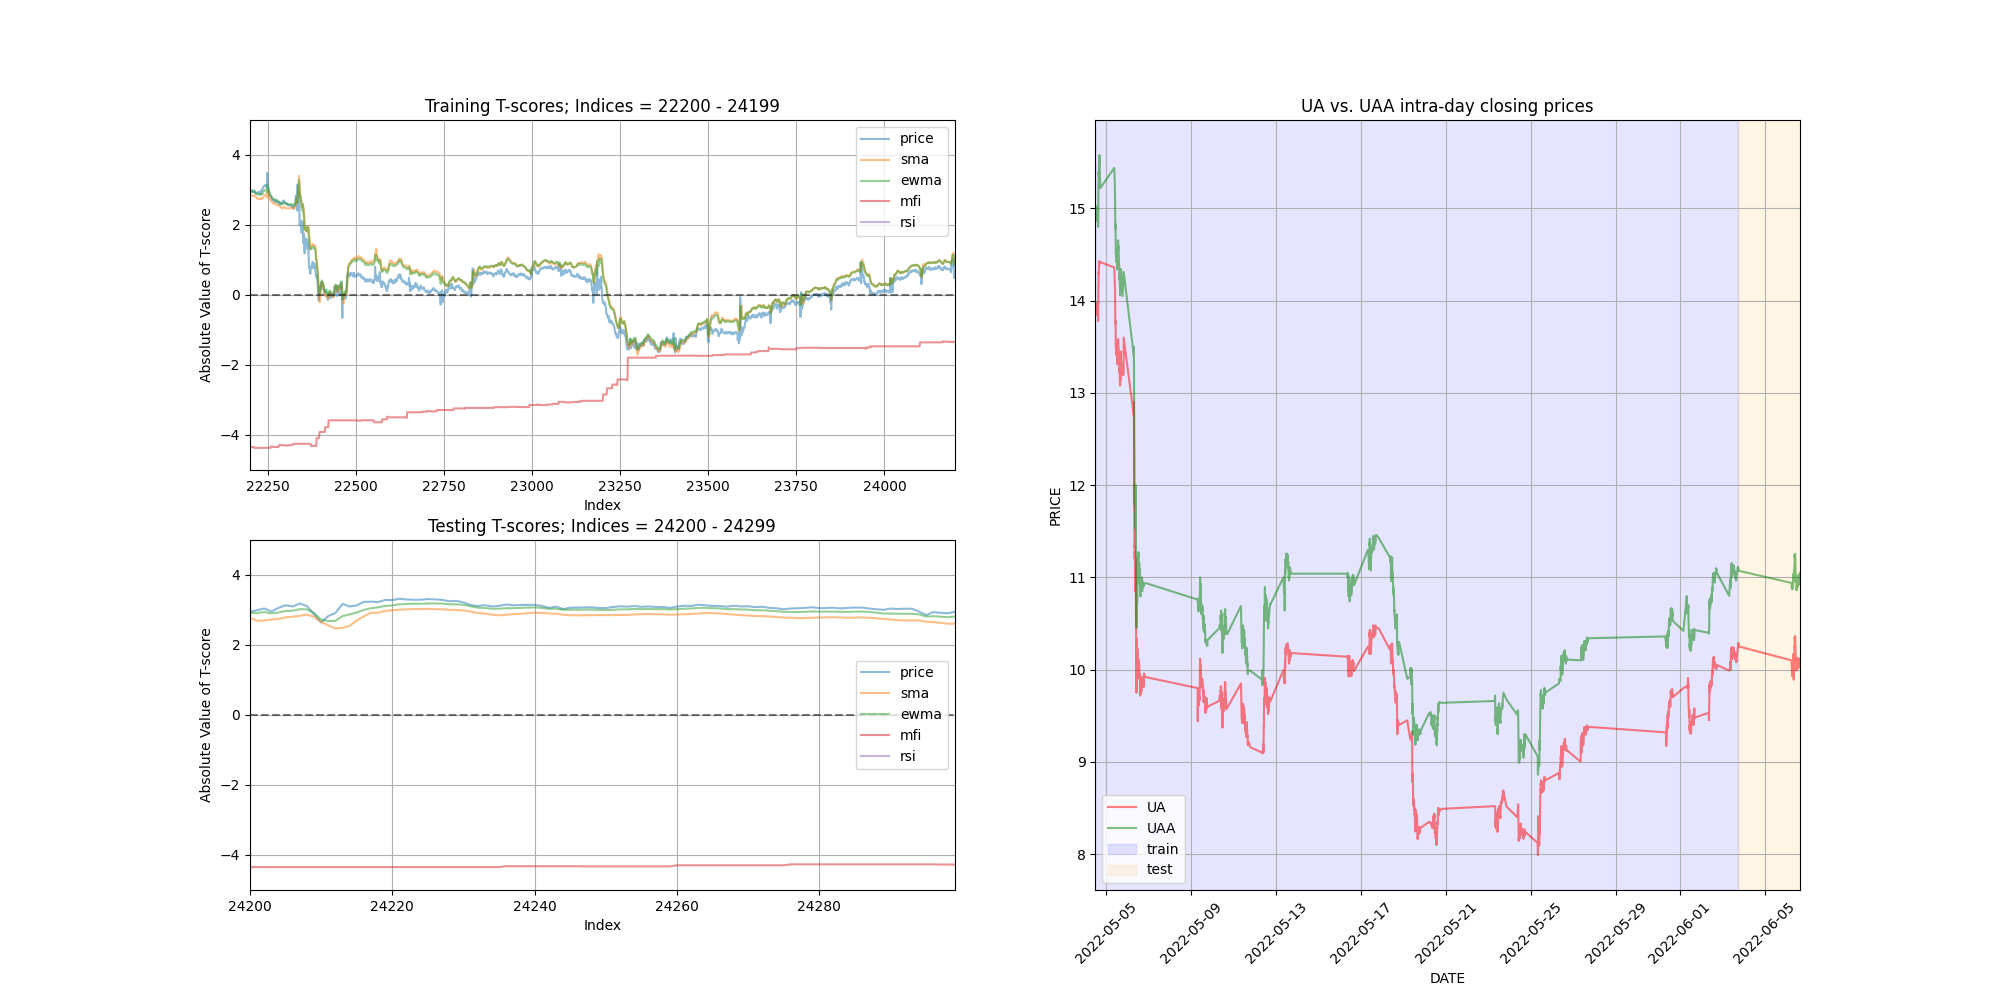 Training T-scores; Indices = 22200 - 24199
Absolute Value of T-score
4
2
0
−2
−4
price
sma
ewma
mfi
rsi
22250 22500 22750 23000 23250 23500 23750 24000
Index
Testing T-scores; Indices = 24200 - 24299
Absolute Value of T-score
4
2
0
−2
−4
price
sma
ewma
mfi
rsi
24200 24220 24240 24260 24280
Index
UA vs. UAA intra-day closing prices
PRICE
15
14
13
12
11
10
9
8
UA
UAA
train
test
2022-05-05 2022-05-09 2022-05-13 2022-05-17 2022-05-21 2022-05-25 2022-05-29 2022-06-01 2022-06-05
DATE